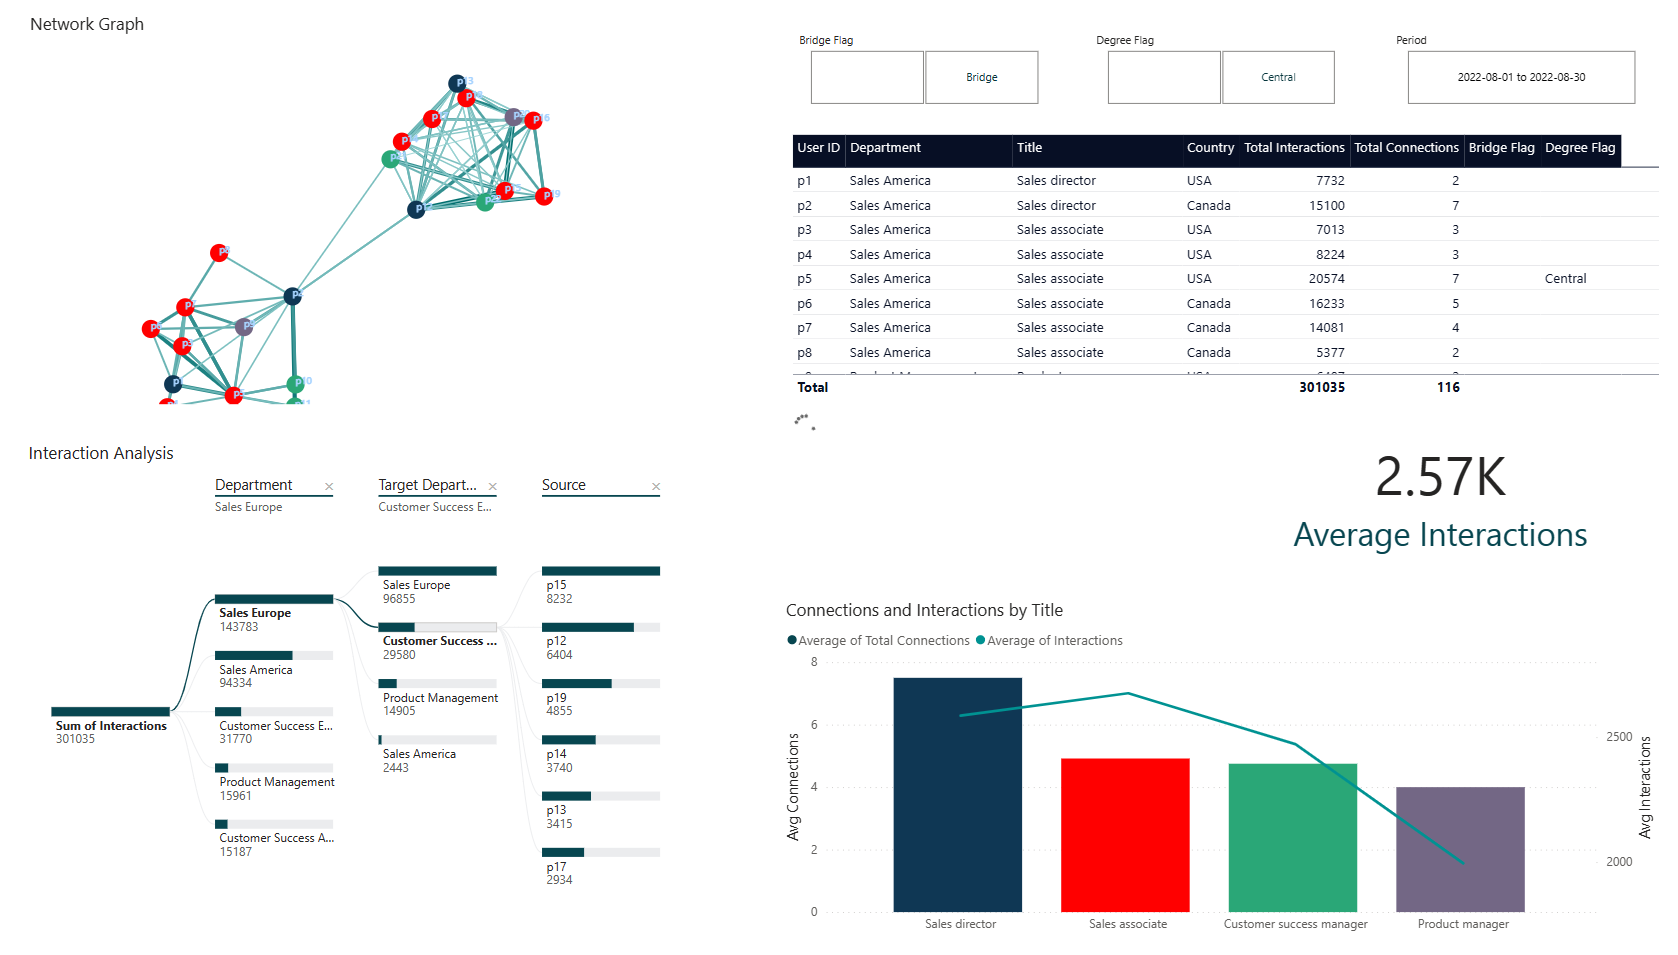 Network Graph
p13
p16
p19
p10
p11
Bridge Flag
Bridge
Degree Flag
Central
Period
2022-08-01 to 2022-08-30
User ID Department Title Country Total Interactions Total Connections Bridge Flag Degree Flag
p1 Sales America Sales director USA 7732 2
p2 Sales America Sales director Canada 15100 7
p3 Sales America Sales associate USA 7013 3
p4 Sales America Sales associate USA 8224 3
p5 Sales America Sales associate USA 20574 7 Central
p6 Sales America Sales associate Canada 16233 5
p7 Sales America Sales associate Canada 14081 4
p8 Sales America Sales associate Canada 5377 2
Total 301035 116
Interaction Analysis
Department ×
Sales Europe
Target Depart... ×
Customer Success E...
Source ×
Sum of Interactions
301035
Sales Europe
143783
Sales America
94334
Customer Success E...
31770
Product Management
15961
Customer Success A...
15187
Sales Europe
96855
Customer Success ...
29580
Product Management
14905
Sales America
2443
p15
8232
p12
6404
p19
4855
p14
3740
p13
3415
p17
2934
2.57K
Average Interactions
Connections and Interactions by Title
Average of Total Connections Average of Interactions
Avg Connections
8
6
4
2
0
Sales director
Sales associate
Customer success manager
Product manager
2500
2000
Avg Interactions